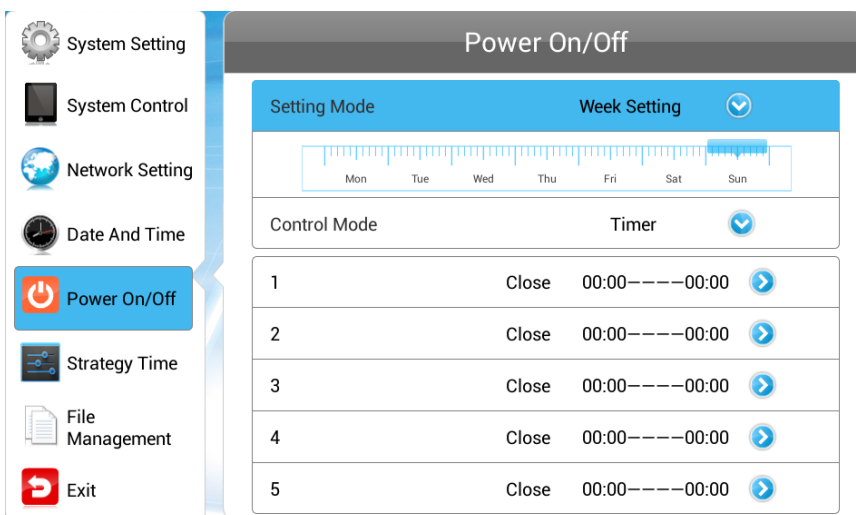 System Setting
System Control
Network Setting
Date And Time
Power On/Off
Strategy Time
File
Management
Exit
Power On/Off
Setting Mode Week Setting
Mon Tue Wed Thu Fri Sat Sun
Control Mode Timer
1 Close 00:00————00:00
2 Close 00:00————00:00
3 Close 00:00————00:00
4 Close 00:00————00:00
5 Close 00:00————00:00